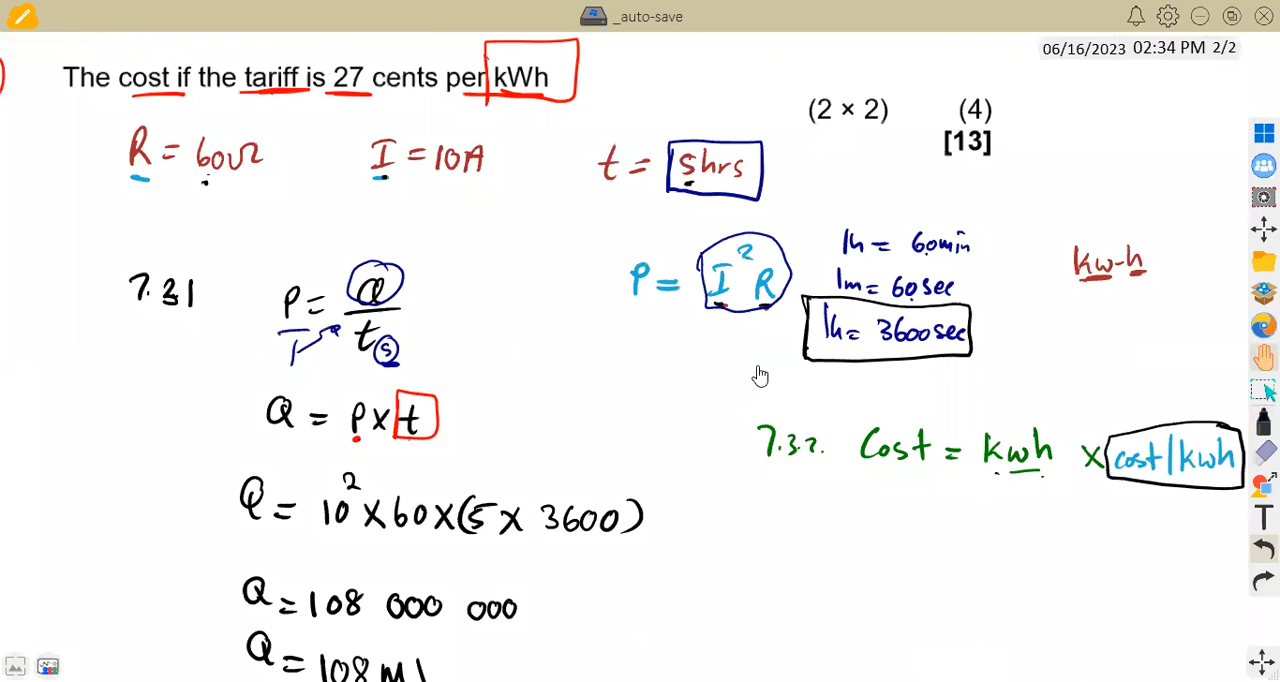 _auto-save
06/16/2023 02:34 PM 2/2
The cost if the tariff is 27 cents per kWh
(2 × 2) (4)
[13]
R = 60Ω I = 10A t = 5hrs
P = I²R
1h = 60min
1m = 60sec
1h = 3600sec
kw-h
7.3.1 P = Q/t (s)
Q = P x t
7.3.2. Cost = kwh x cost/kwh
Q = 10² x 60 x (5 x 3600)
Q = 108 000 000
Q = 108 MJ